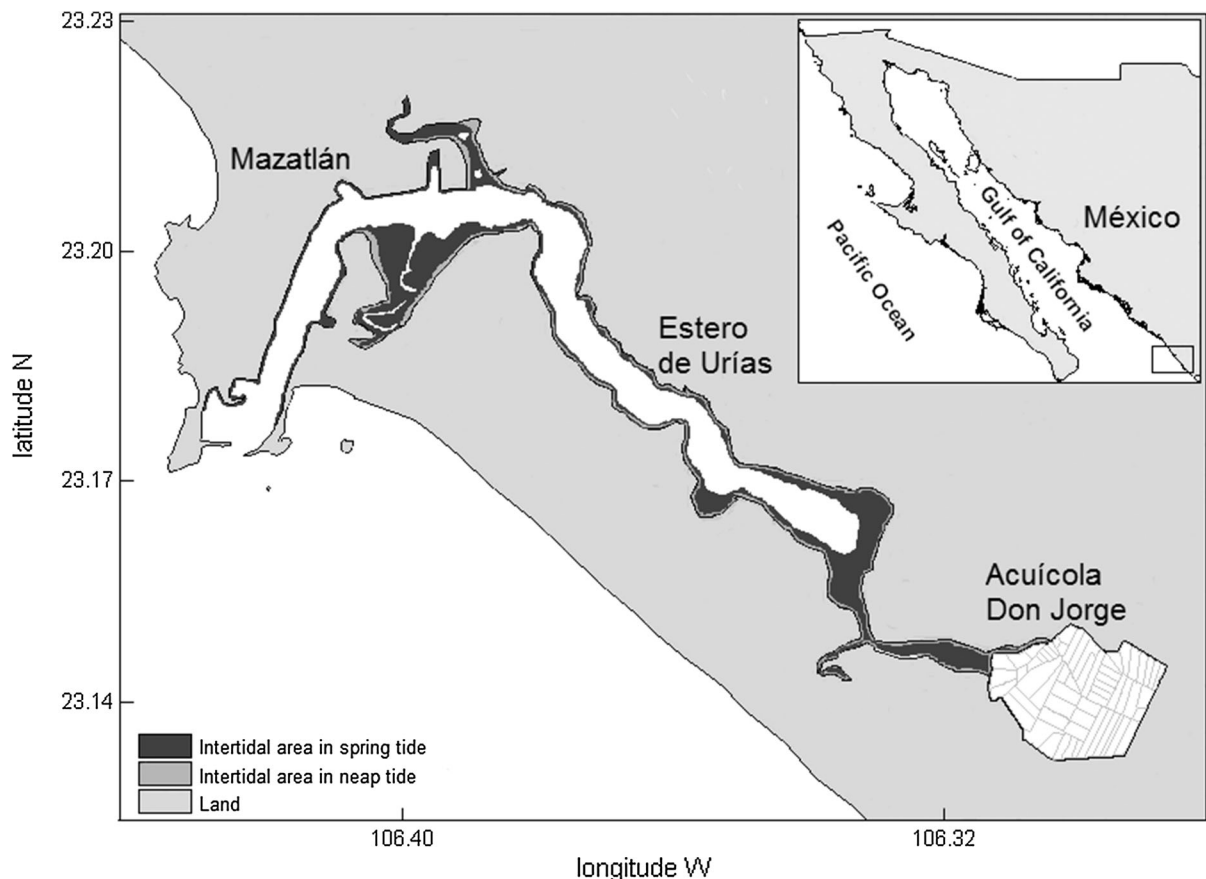 23.23
23.20
23.17
23.14
latitude N
Mazatlán
Estero
de Urías
Acuícola
Don Jorge
Pacific Ocean
Gulf of California
México
Intertidal area in spring tide
Intertidal area in neap tide
Land
106.40
106.32
longitude W